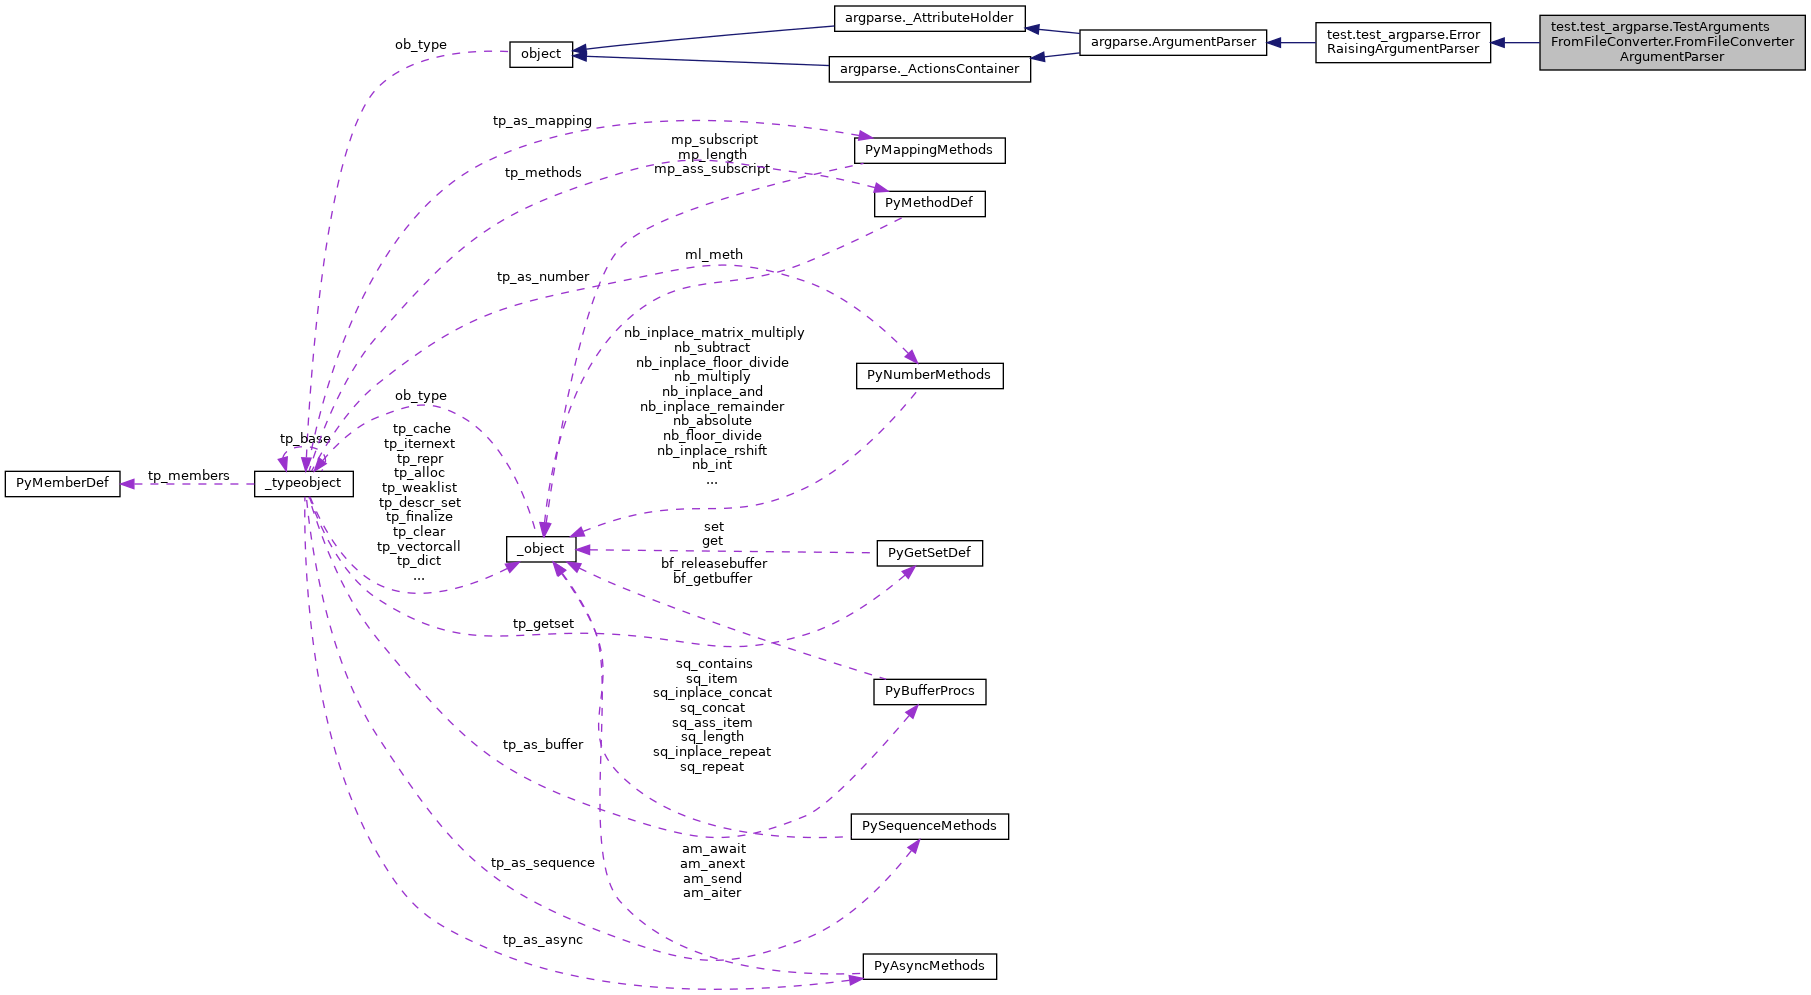 argparse._AttributeHolder
test.test_argparse.TestArguments
FromFileConverter.FromFileConverter
ArgumentParser
test.test_argparse.Error
RaisingArgumentParser
argparse.ArgumentParser
ob_type
object
argparse._ActionsContainer
tp_as_mapping
mp_subscript
mp_length
mp_ass_subscript
PyMappingMethods
tp_methods
PyMethodDef
ml_meth
tp_as_number
nb_inplace_matrix_multiply
nb_subtract
nb_inplace_floor_divide
nb_multiply
nb_inplace_and
nb_inplace_remainder
nb_absolute
nb_floor_divide
nb_inplace_rshift
nb_int
...
PyNumberMethods
ob_type
tp_cache
tp_iternext
tp_repr
tp_alloc
tp_weaklist
tp_descr_set
tp_finalize
tp_clear
tp_vectorcall
tp_dict
...
tp_base
PyMemberDef
tp_members
_typeobject
set
get
_object
PyGetSetDef
bf_releasebuffer
bf_getbuffer
tp_getset
sq_contains
sq_item
sq_inplace_concat
sq_concat
sq_ass_item
sq_length
sq_inplace_repeat
sq_repeat
PyBufferProcs
tp_as_buffer
PySequenceMethods
am_await
am_anext
am_send
am_aiter
tp_as_sequence
tp_as_async
PyAsyncMethods